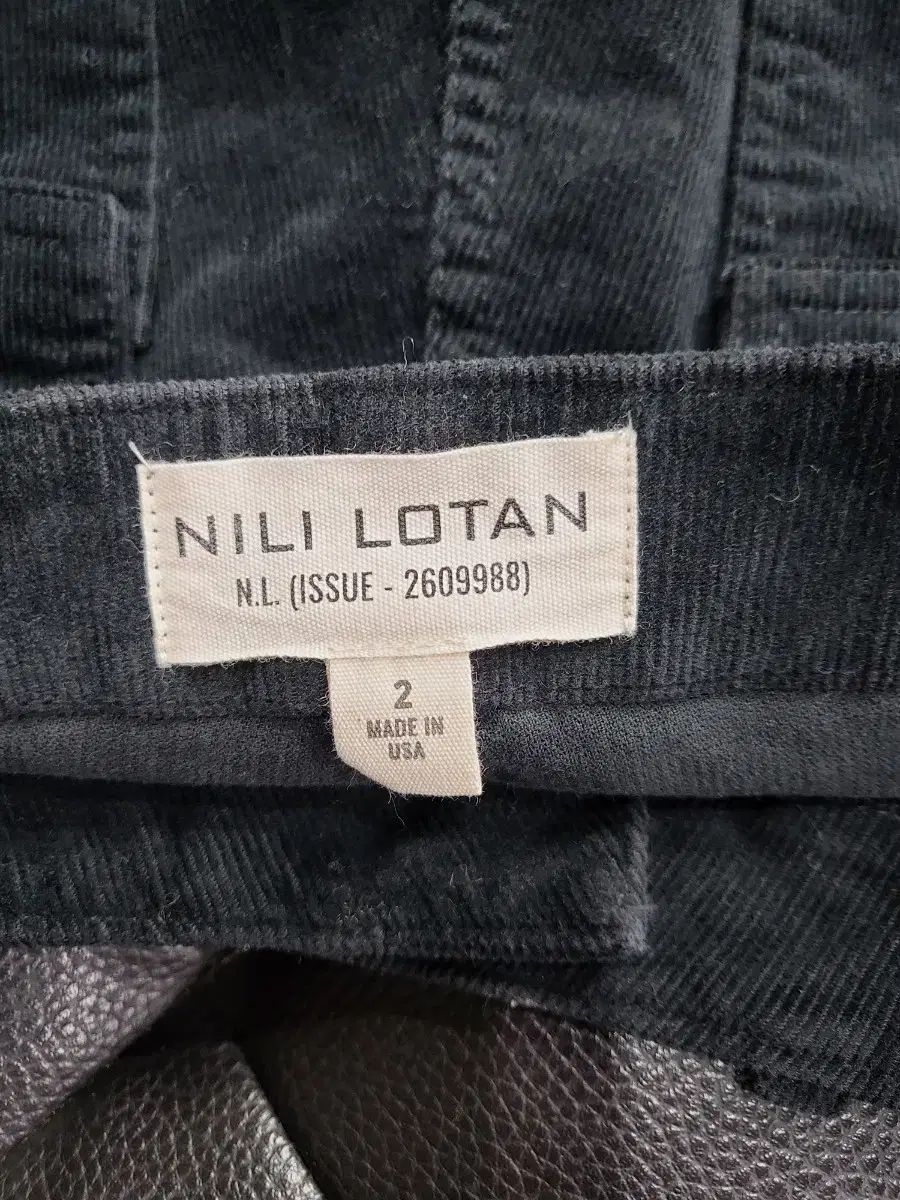 NILI LOTAN
N.L. (ISSUE - 2609988)
2
MADE IN
USA